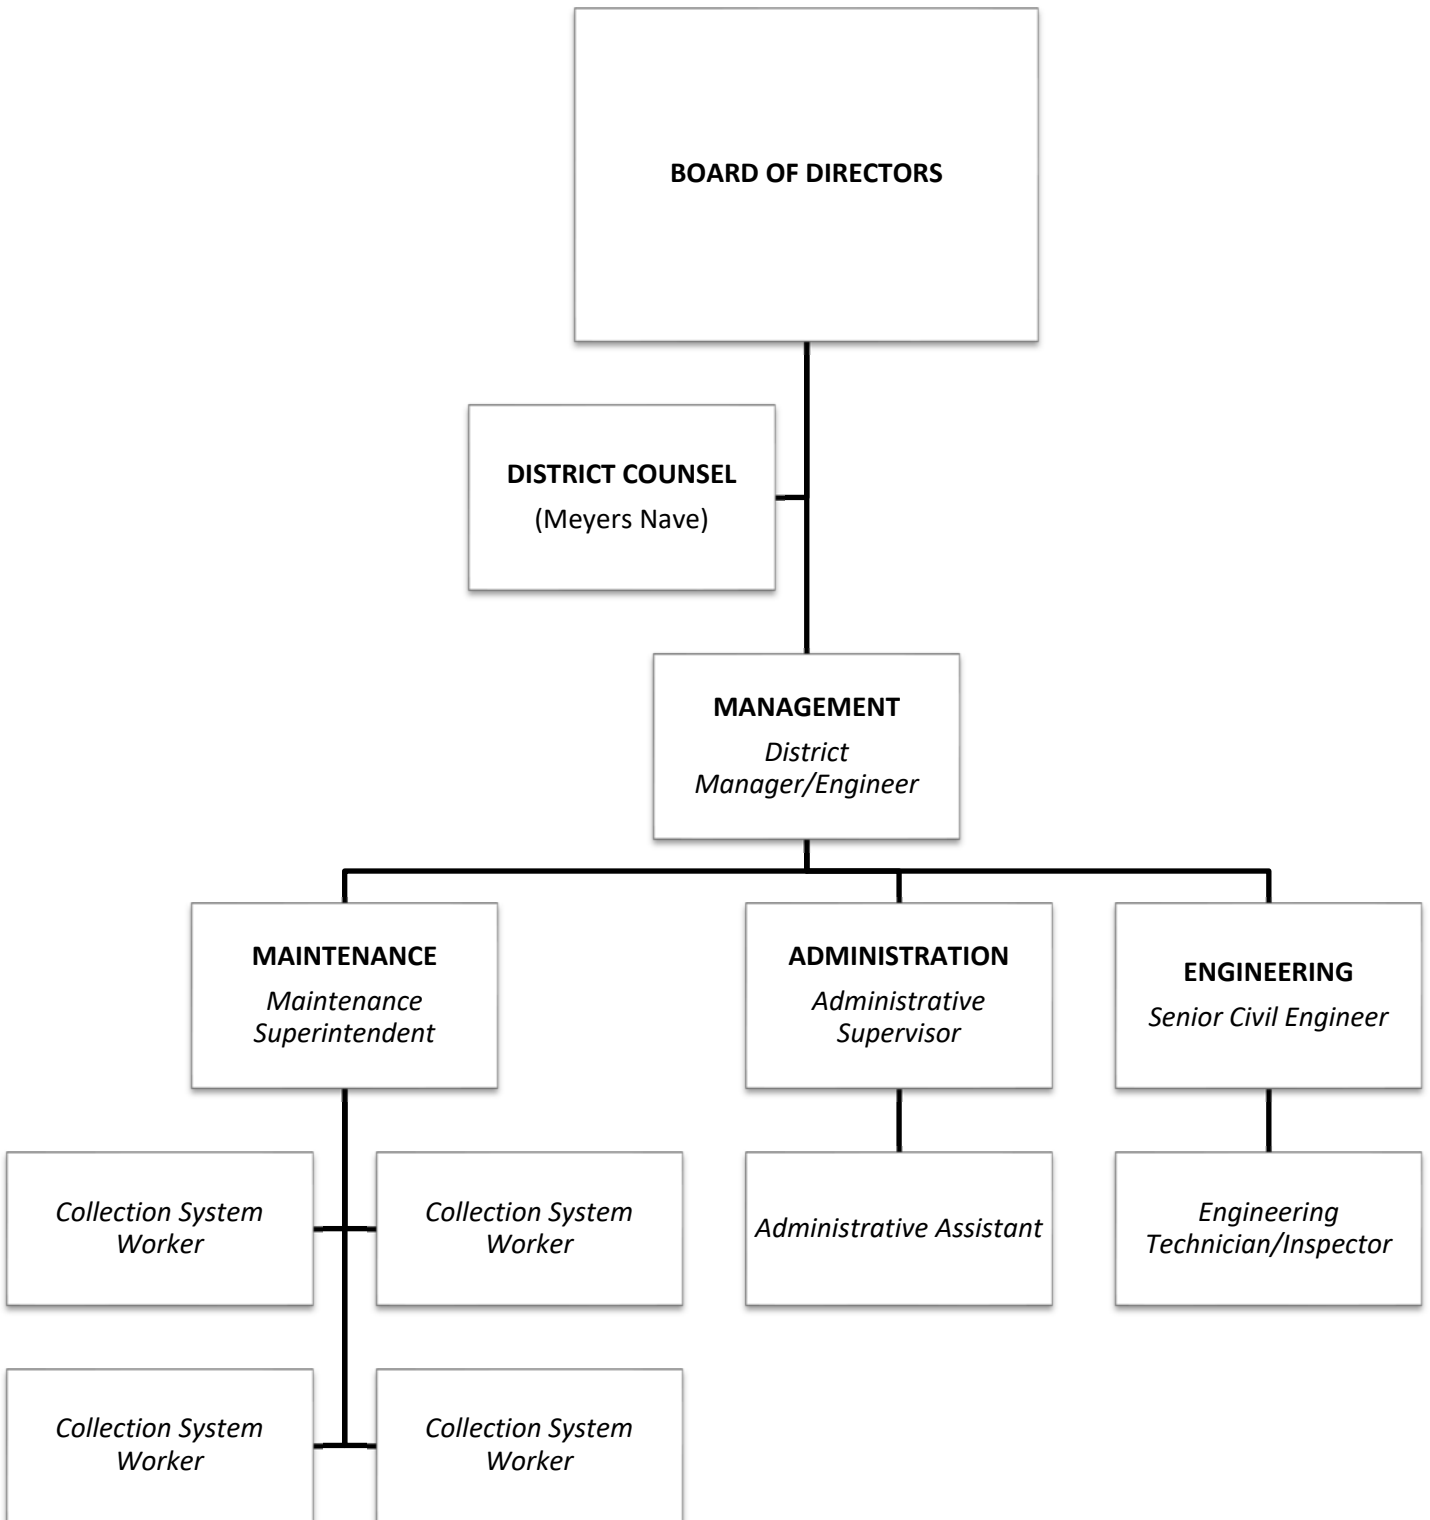 BOARD OF DIRECTORS
DISTRICT COUNSEL
(Meyers Nave)
MANAGEMENT
District
Manager/Engineer
MAINTENANCE
Maintenance
Superintendent
ADMINISTRATION
Administrative
Supervisor
ENGINEERING
Senior Civil Engineer
Collection System
Worker
Collection System
Worker
Administrative Assistant
Engineering
Technician/Inspector
Collection System
Worker
Collection System
Worker